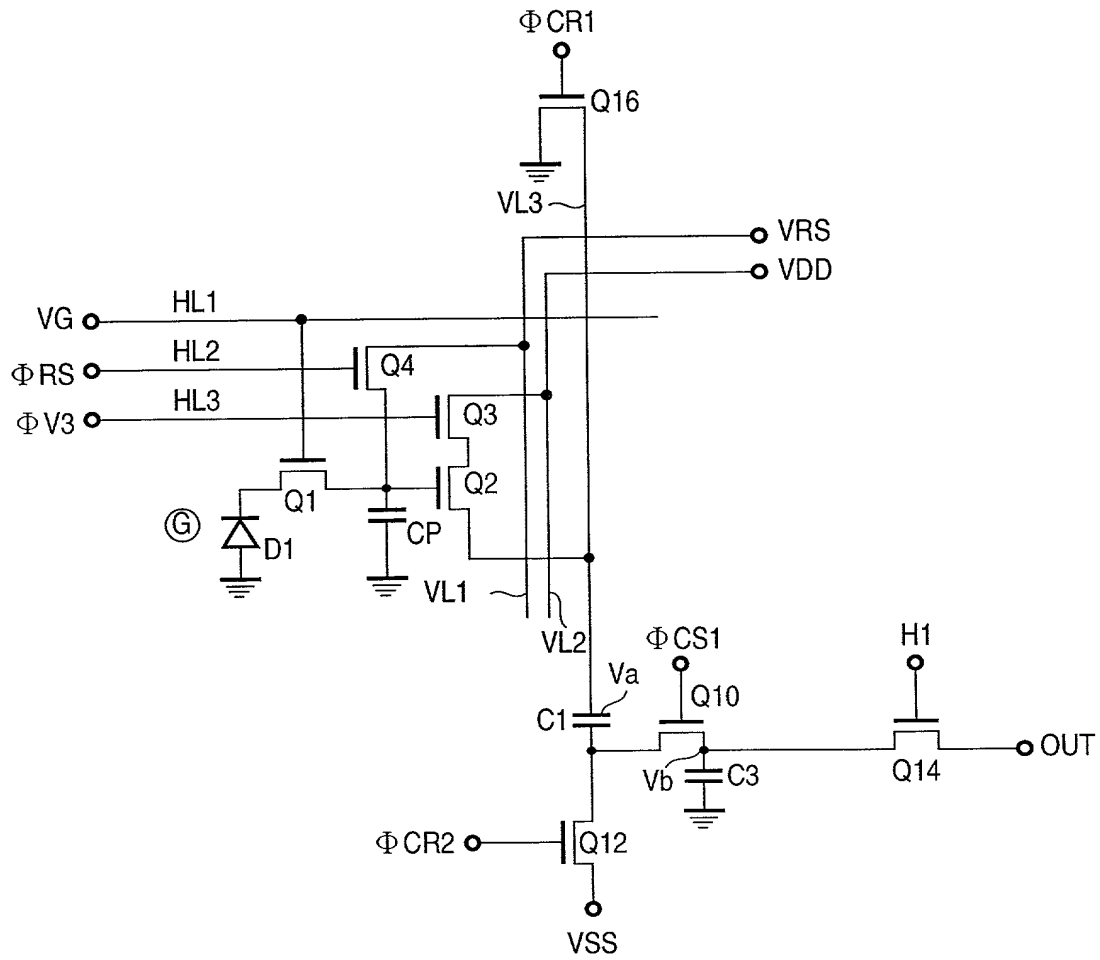 ΦCR1
Q16
VL3
VRS
VDD
VG
HL1
ΦRS
HL2
Q4
ΦV3
HL3
Q3
Q2
Q1
G
D1
CP
VL1
VL2
ΦCS1
H1
Va
Q10
C1
OUT
Vb
C3
Q14
ΦCR2
Q12
VSS